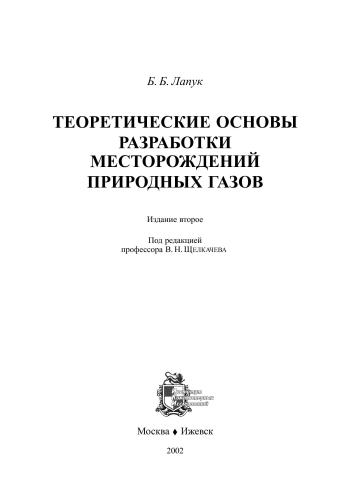 Б. Б. Лапук
ТЕОРЕТИЧЕСКИЕ ОСНОВЫ
РАЗРАБОТКИ
МЕСТОРОЖДЕНИЙ
ПРИРОДНЫХ ГАЗОВ
Издание второе
Под редакцией
профессора В. Н. ЩЕЛКАЧЕВА
Москва ♦ Ижевск
2002